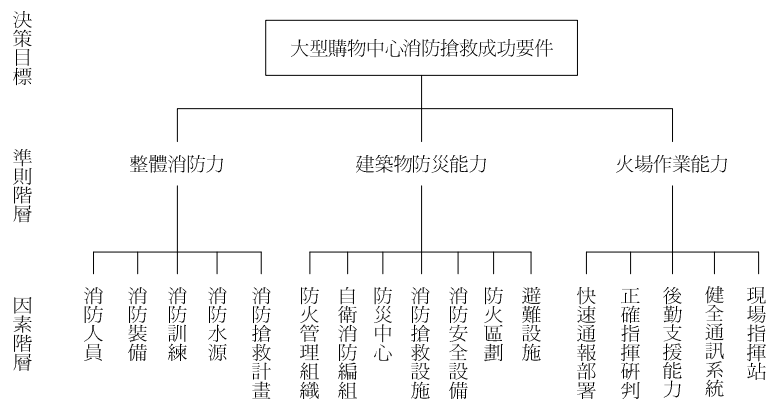 決策目標
大型購物中心消防搶救成功要件
準則階層
整體消防力
建築物防災能力
火場作業能力
因素階層
消防人員
消防裝備
消防訓練
消防水源
消防搶救計畫
防火管理組織
自衛消防編組
防災中心
消防搶救設施
消防安全設備
防火區劃
避難設施
快速通報部署
正確指揮研判
後勤支援能力
健全通訊系統
現場指揮站